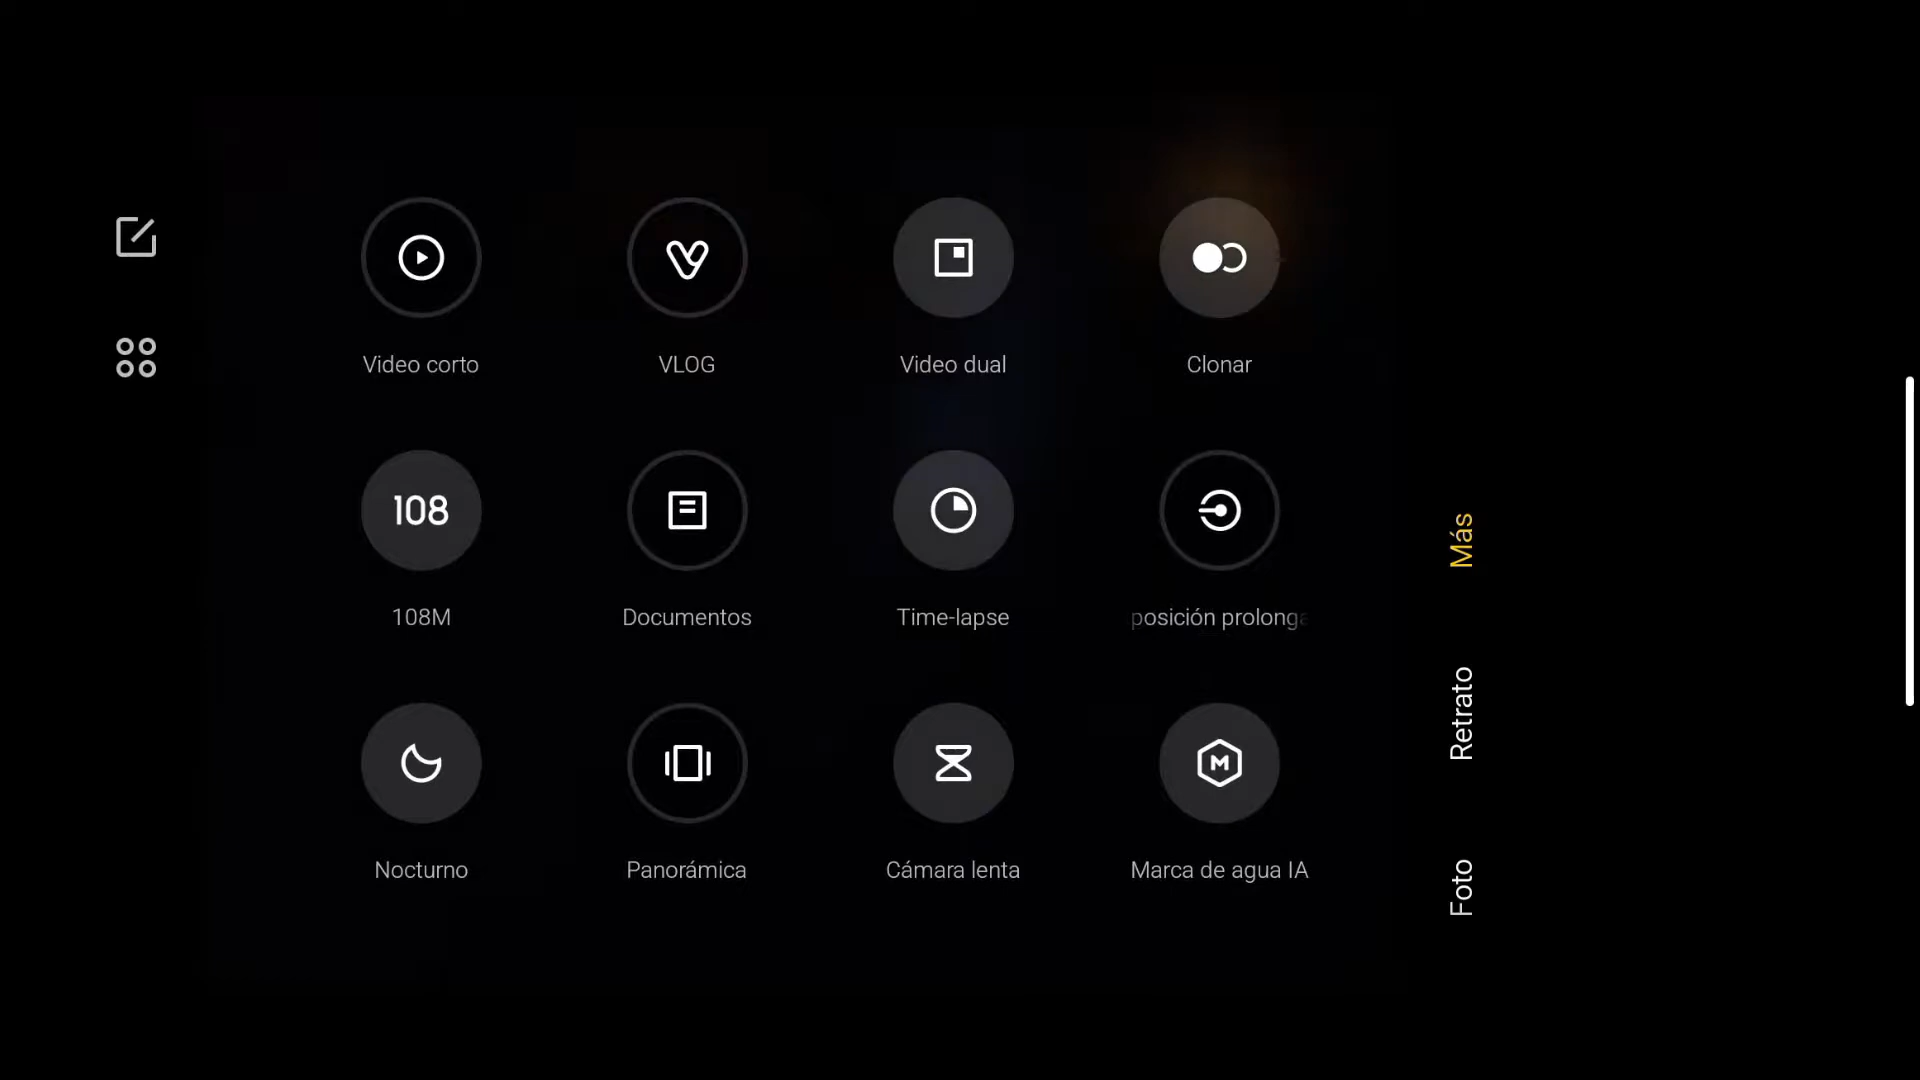 Video corto
VLOG
Video dual
Clonar
108
108M
Documentos
Time-lapse
posición prolonga
Nocturno
Panorámica
Cámara lenta
M
Marca de agua IA
Más
Retrato
Foto